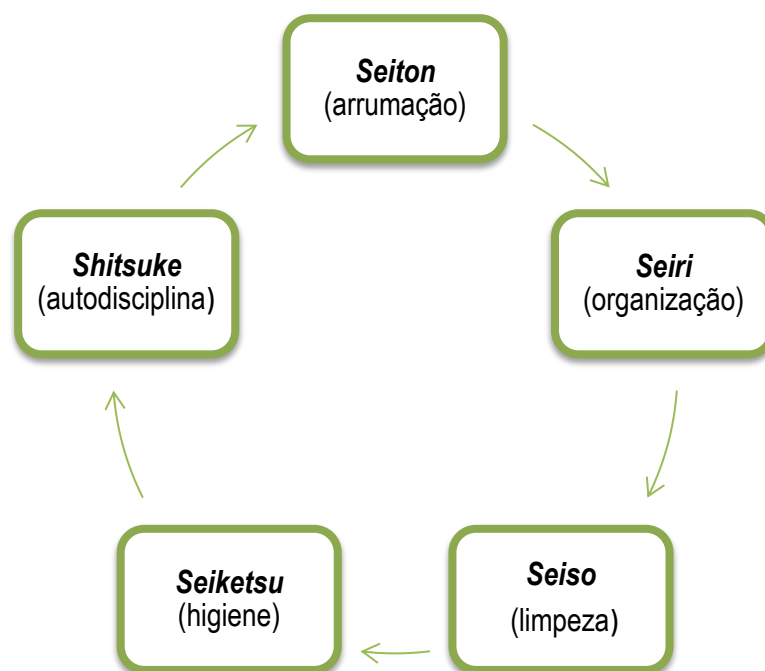 Seiton
(arrumação)
Seiri
(organização)
Seiso
(limpeza)
Seiketsu
(higiene)
Shitsuke
(autodisciplina)